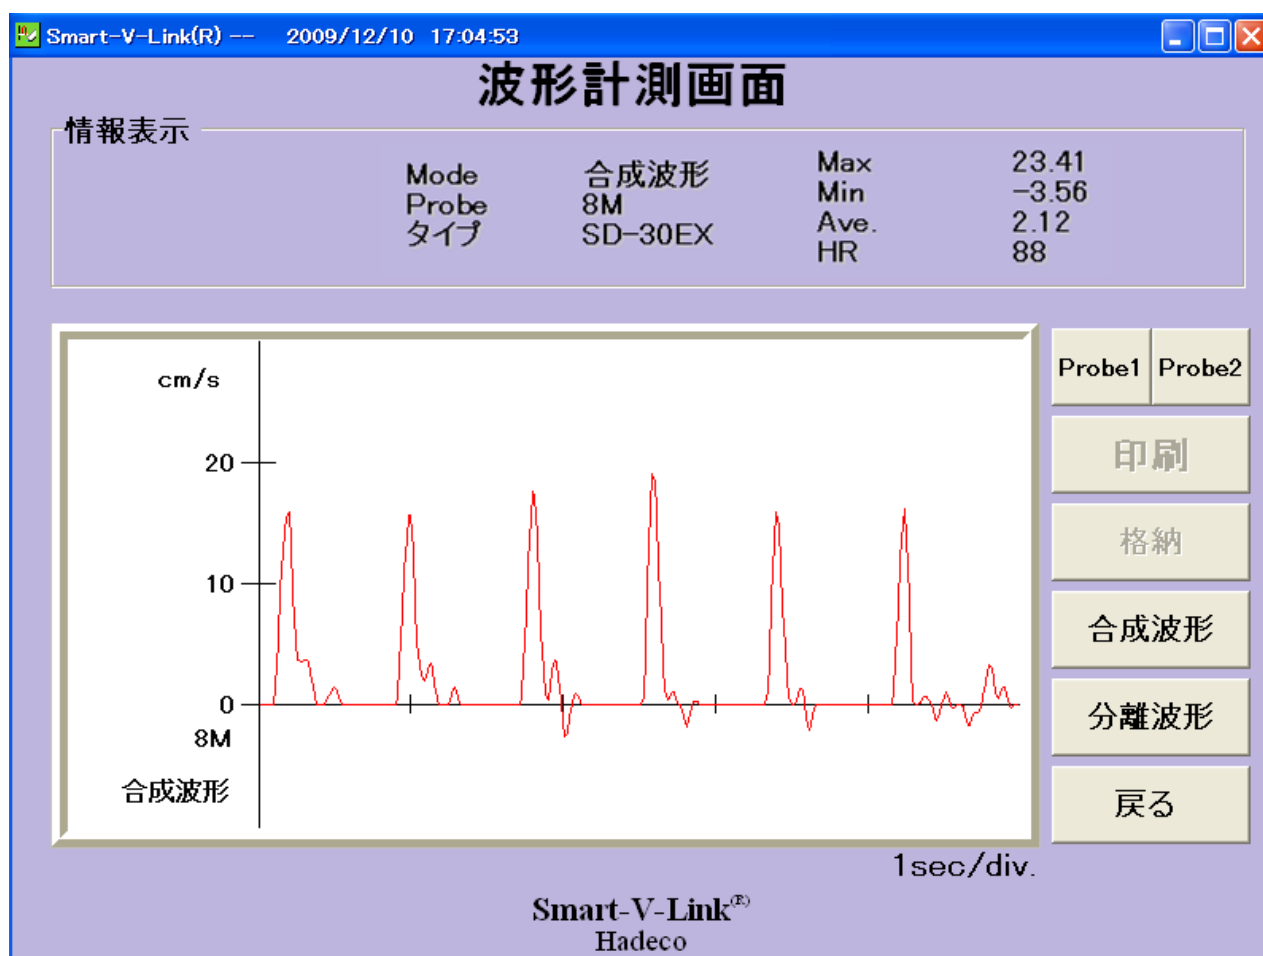 Smart-V-Link(R) -- 2009/12/10 17:04:53
波形計測画面
情報表示
Mode 合成波形
Probe 8M
タイプ SD-30EX
Max 23.41
Min -3.56
Ave. 2.12
HR 88
cm/s
20
10
0
8M
合成波形
Probe1 Probe2
印刷
格納
合成波形
分離波形
戻る
1sec/div.
Smart-V-Link(R)
Hadeco